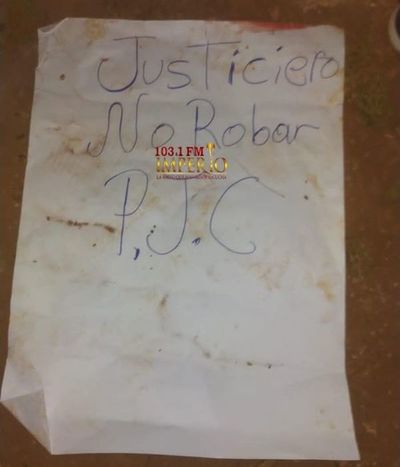 Justiciero
No Robar
103.1 FM
IMPERIO
P.J.C